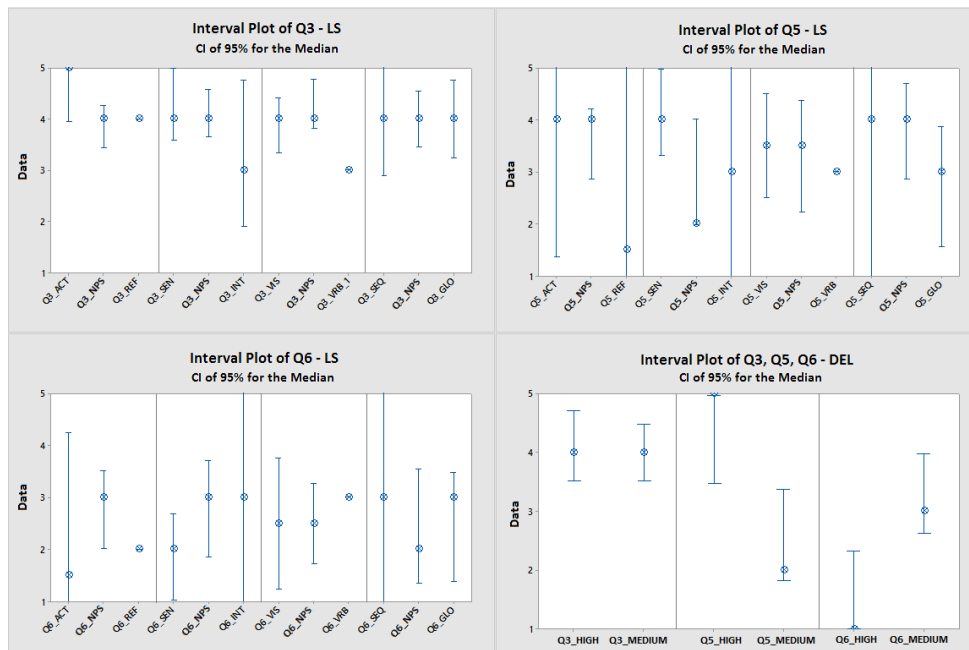 Interval Plot of Q3 - LS
CI of 95% for the Median
Data
5
4
3
2
1
Q3_ACT
Q3_NPS
Q3_REF
Q3_SEN
Q3_NPS
Q3_INT
Q3_VIS
Q3_NPS
Q3_VRB_1
Q3_SEQ
Q3_NPS
Q3_GLO
Interval Plot of Q5 - LS
CI of 95% for the Median
Data
5
4
3
2
1
Q5_ACT
Q5_NPS
Q5_REF
Q5_SEN
Q5_NPS
Q5_INT
Q5_VIS
Q5_NPS
Q5_VRB
Q5_SEQ
Q5_NPS
Q5_GLO
Interval Plot of Q6 - LS
CI of 95% for the Median
Data
5
4
3
2
1
Q6_ACT
Q6_NPS
Q6_REF
Q6_SEN
Q6_NPS
Q6_INT
Q6_VIS
Q6_NPS
Q6_VRB
Q6_SEQ
Q6_NPS
Q6_GLO
Interval Plot of Q3, Q5, Q6 - DEL
CI of 95% for the Median
Data
5
4
3
2
1
Q3_HIGH
Q3_MEDIUM
Q5_HIGH
Q5_MEDIUM
Q6_HIGH
Q6_MEDIUM